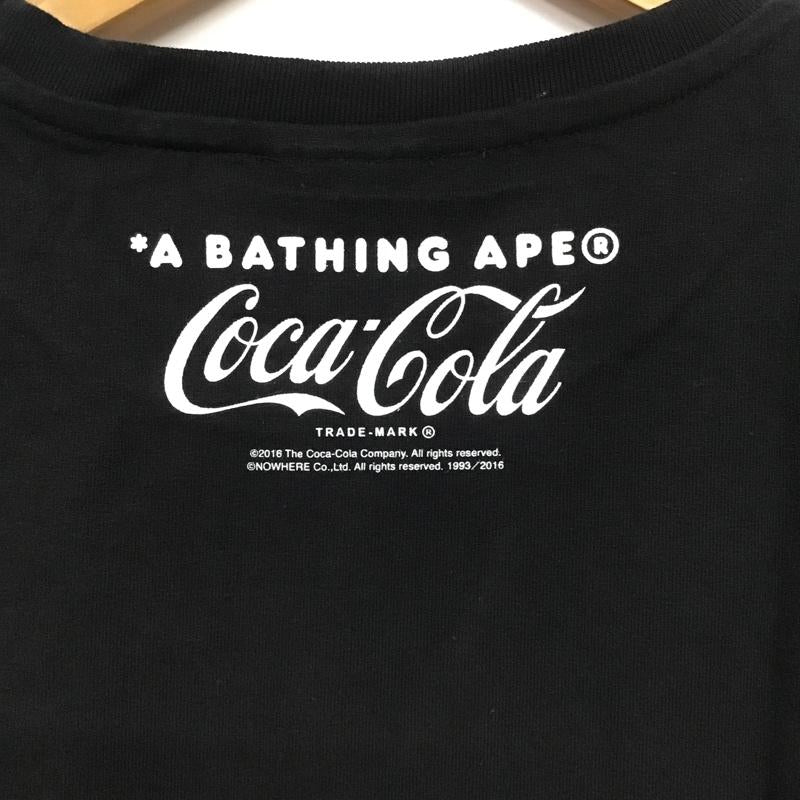 *A BATHING APE®
Coca-Cola
TRADE-MARK®
©2016 The Coca-Cola Company. All rights reserved.
©NOWHERE Co.,Ltd. All rights reserved. 1993/2016